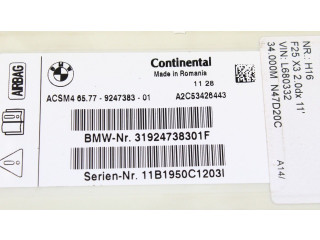 AIRBAG
Continental
Made in Romania
11 28
ACSM4 65.77 - 9247383 - 01
A2C53426443
BMW-Nr. 31924738301F
Serien-Nr. 11B1950C1203I
NR.: H16
F25 X3 2.0dx 11'
VIN: L680332
34.000M N47D20C
A14/